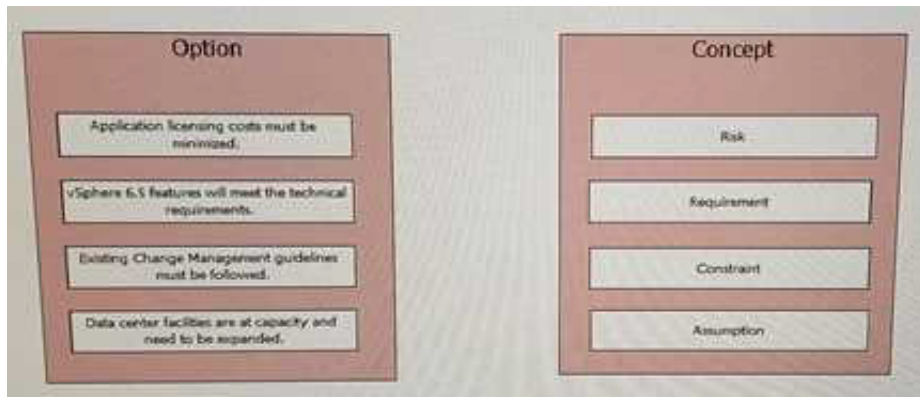 Option
Application licensing costs must be
minimized.
vSphere 6.5 features will meet the technical
requirements.
Existing Change Management guidelines
must be followed.
Data center facilities are at capacity and
need to be expanded.
Concept
Risk
Requirement
Constraint
Assumption